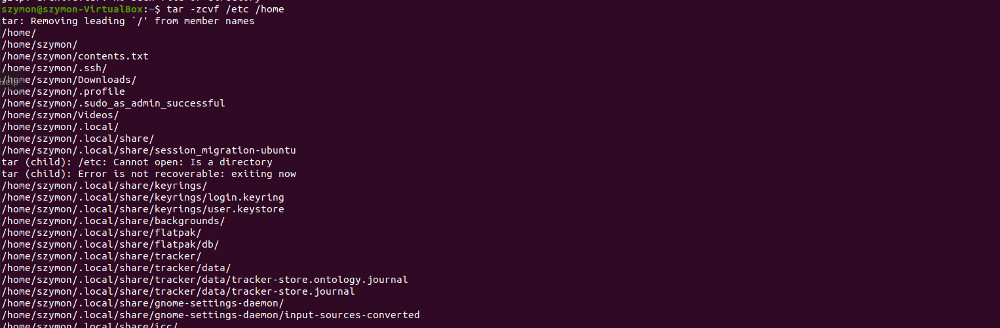 szymon@szymon-VirtualBox:~$ tar -zcvf /etc /home
tar: Removing leading `/' from member names
/home/
/home/szymon/
/home/szymon/contents.txt
/home/szymon/.ssh/
/home/szymon/Downloads/
Help
/home/szymon/.profile
/home/szymon/.sudo_as_admin_successful
/home/szymon/Videos/
/home/szymon/.local/
/home/szymon/.local/share/
/home/szymon/.local/share/session_migration-ubuntu
tar (child): /etc: Cannot open: Is a directory
tar (child): Error is not recoverable: exiting now
/home/szymon/.local/share/keyrings/
/home/szymon/.local/share/keyrings/login.keyring
/home/szymon/.local/share/keyrings/user.keystore
/home/szymon/.local/share/backgrounds/
/home/szymon/.local/share/flatpak/
/home/szymon/.local/share/flatpak/db/
/home/szymon/.local/share/tracker/
/home/szymon/.local/share/tracker/data/
/home/szymon/.local/share/tracker/data/tracker-store.ontology.journal
/home/szymon/.local/share/tracker/data/tracker-store.journal
/home/szymon/.local/share/gnome-settings-daemon/
/home/szymon/.local/share/gnome-settings-daemon/input-sources-converted
/home/szymon/.local/share/icc/